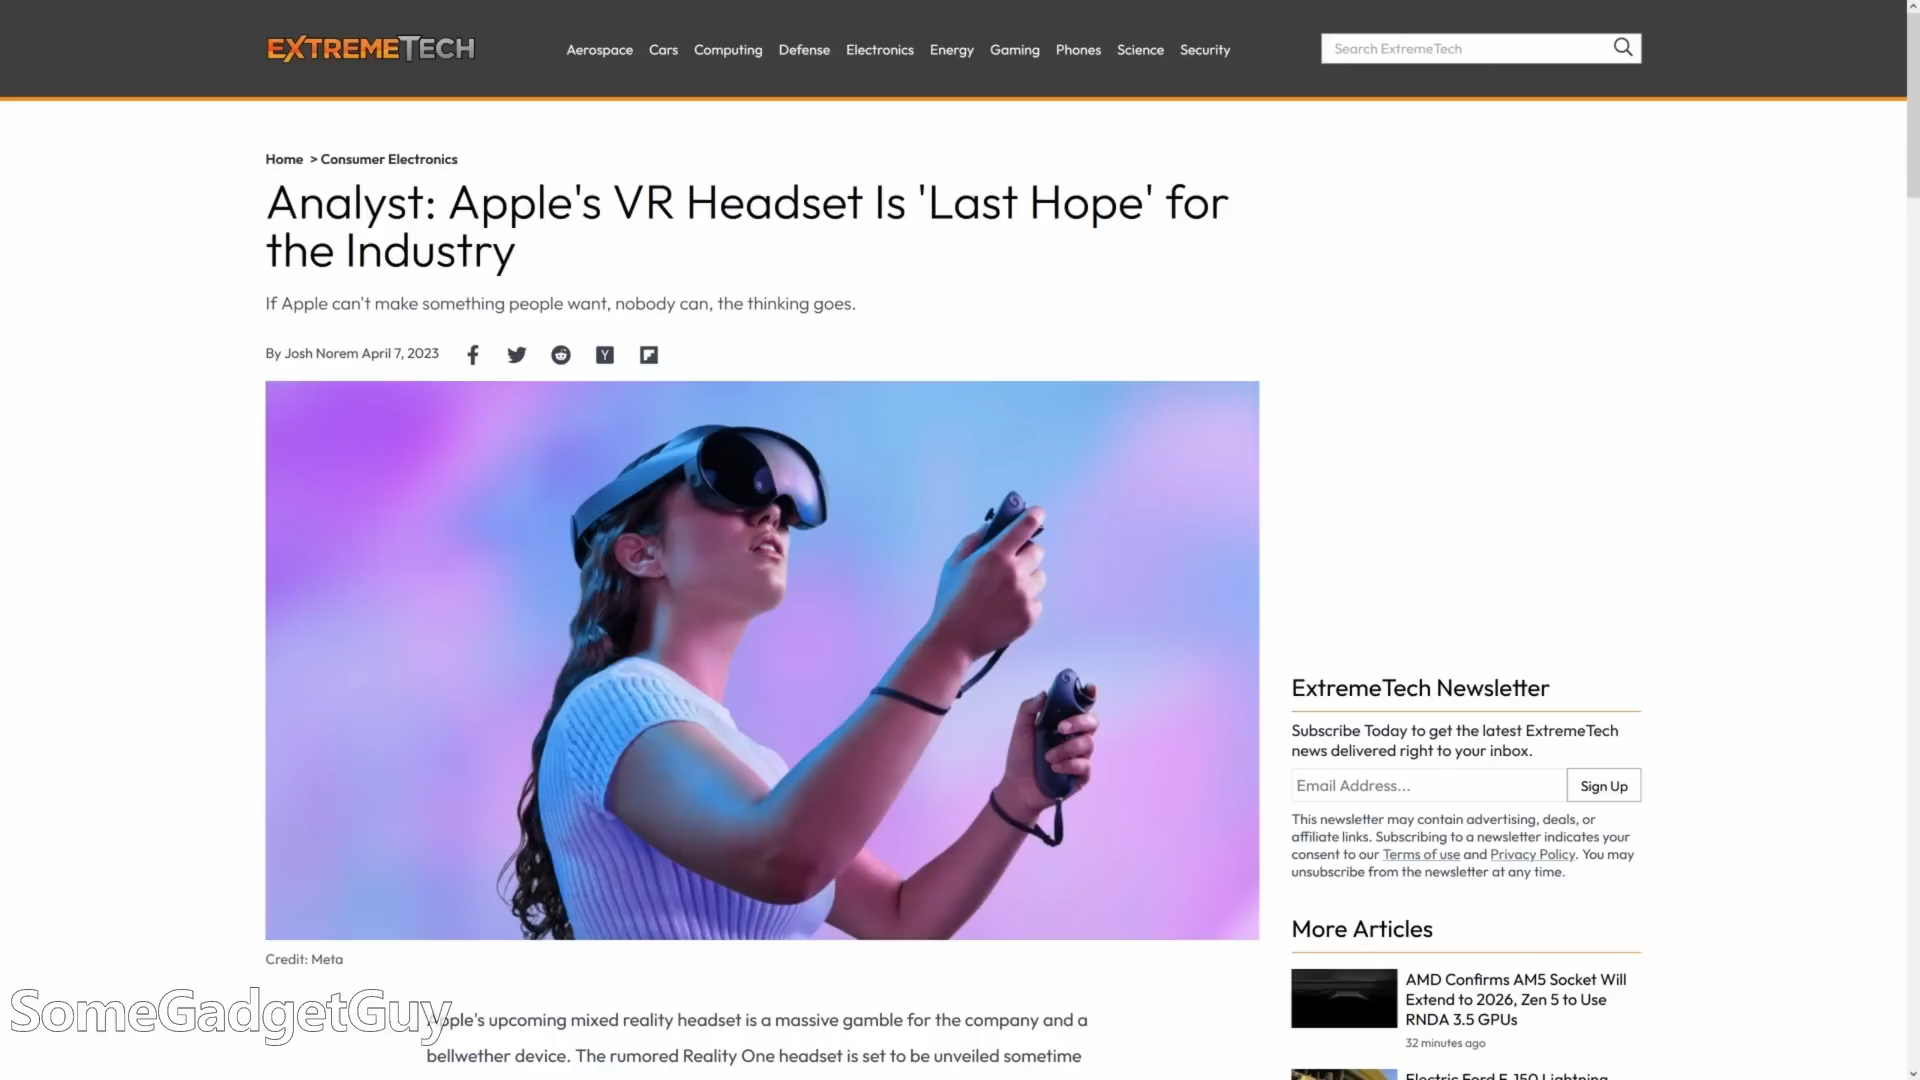 EXTREMETECH
Aerospace Cars Computing Defense Electronics Energy Gaming Phones Science Security
Search ExtremeTech
Home > Consumer Electronics
Analyst: Apple's VR Headset Is 'Last Hope' for
the Industry
If Apple can't make something people want, nobody can, the thinking goes.
By Josh Norem April 7, 2023
Credit: Meta
Apple's upcoming mixed reality headset is a massive gamble for the company and a
bellwether device. The rumored Reality One headset is set to be unveiled sometime
ExtremeTech Newsletter
Subscribe Today to get the latest ExtremeTech
news delivered right to your inbox.
Email Address...
Sign Up
This newsletter may contain advertising, deals, or
affiliate links. Subscribing to a newsletter indicates your
consent to our Terms of use and Privacy Policy. You may
unsubscribe from the newsletter at any time.
More Articles
AMD Confirms AM5 Socket Will
Extend to 2026, Zen 5 to Use
RNDA 3.5 GPUs
32 minutes ago
Electric Ford F-150 Lightning
SomeGadgetGuy